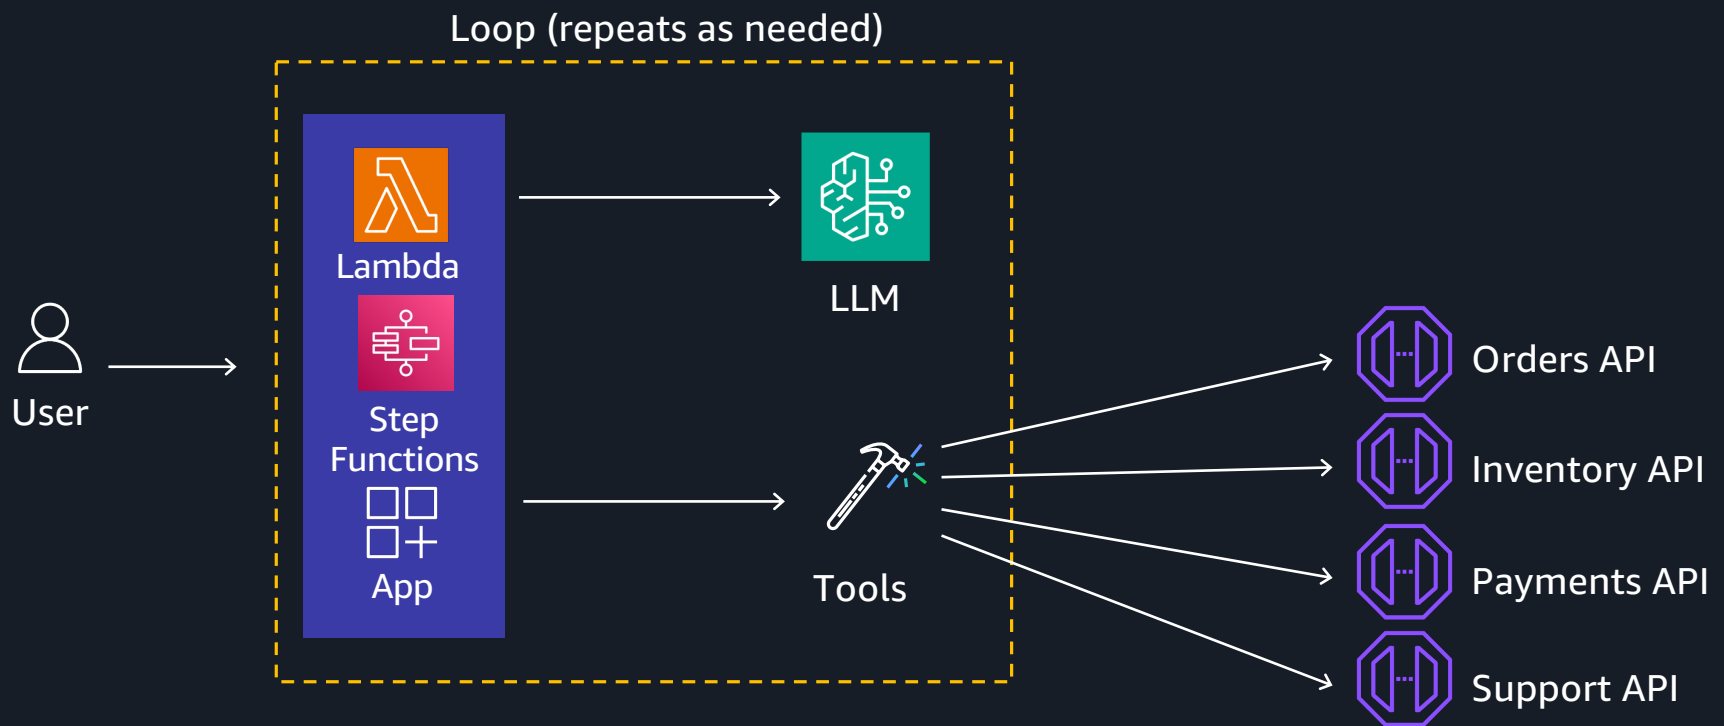 Loop (repeats as needed)
Lambda
LLM
Step
Functions
User
App
Tools
Orders API
Inventory API
Payments API
Support API